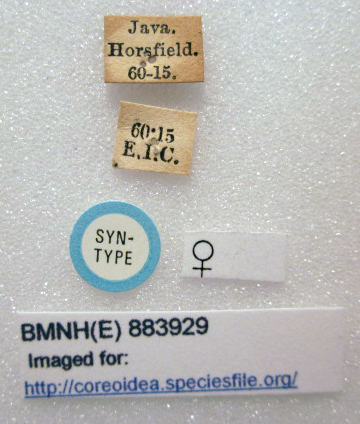 Java.
Horsfield.
60-15.
60·15
E.I.C.
SYN-
TYPE
♀
BMNH(E) 883929
Imaged for:
http://coreoidea.speciesfile.org/